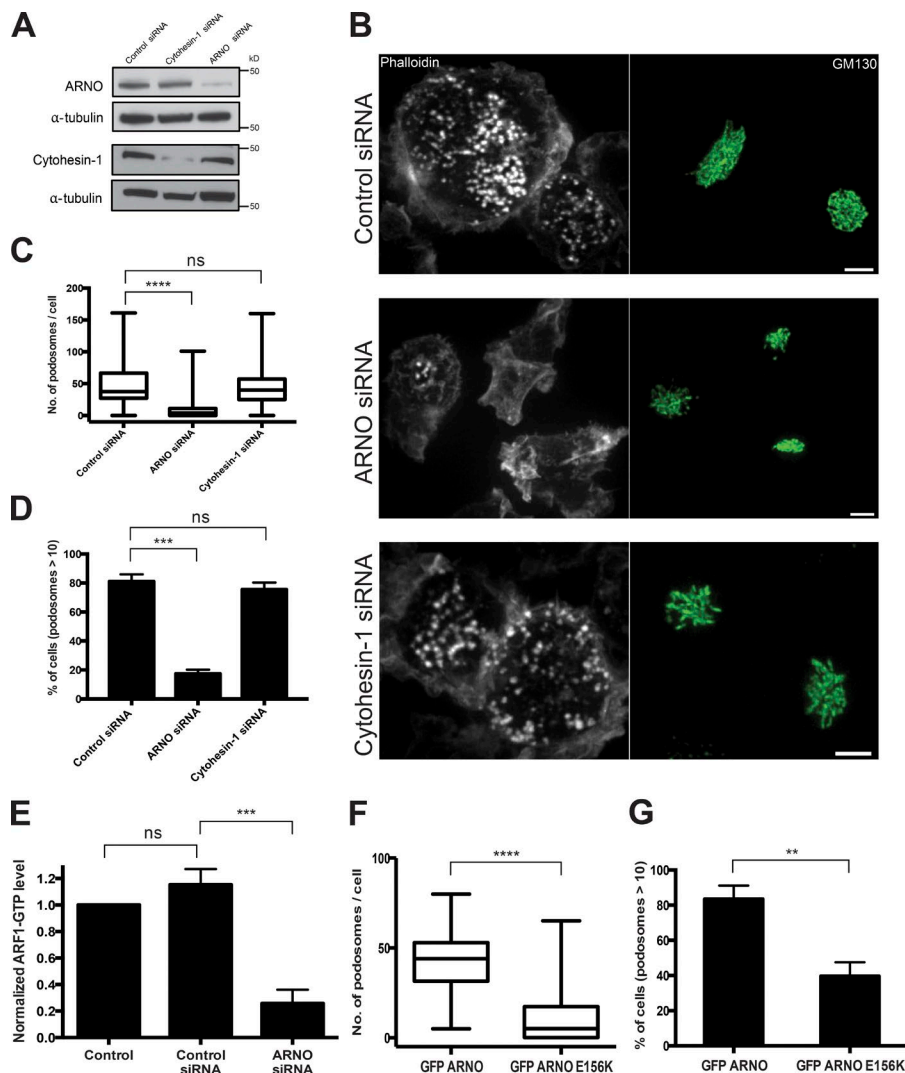 A
Control siRNA
Cytohesin-1 siRNA
ARNO siRNA
kD
ARNO
50
α-tubulin
50
Cytohesin-1
50
α-tubulin
50
B
Phalloidin
GM130
Control siRNA
ARNO siRNA
Cytohesin-1 siRNA
C
ns
****
No. of podosomes / cell
200
150
100
50
0
Control siRNA
ARNO siRNA
Cytohesin-1 siRNA
D
ns
***
% of cells (podosomes > 10)
100
80
60
40
20
0
Control siRNA
ARNO siRNA
Cytohesin-1 siRNA
E
ns
***
Normalized ARF1-GTP level
1.2
1.0
0.8
0.6
0.4
0.2
0.0
Control
Control
siRNA
ARNO
siRNA
F
****
No. of podosomes / cell
100
50
0
GFP ARNO
GFP ARNO E156K
G
**
% of cells (podosomes > 10)
100
80
60
40
20
0
GFP ARNO
GFP ARNO E156K